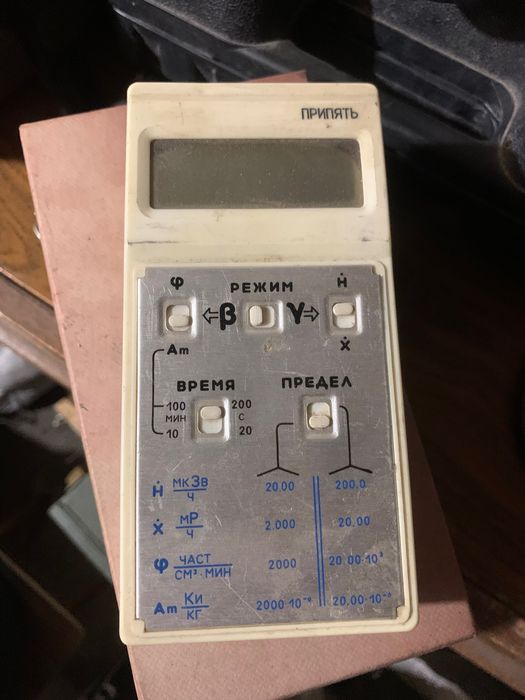 ПРИПЯТЬ
φ РЕЖИМ Ḣ
⇦β γ⇨
Am Ẋ
ВРЕМЯ ПРЕДЕЛ
100 200
МИН С
10 20
Ḣ мкЗв/ч 20,00 200,0
Ẋ мР/ч 2.000 20,00
φ ЧАСТ/СМ²·МИН 2000 20,00·10³
Am Ки/КГ 2000·10⁻⁹ 20,00·10⁻⁶